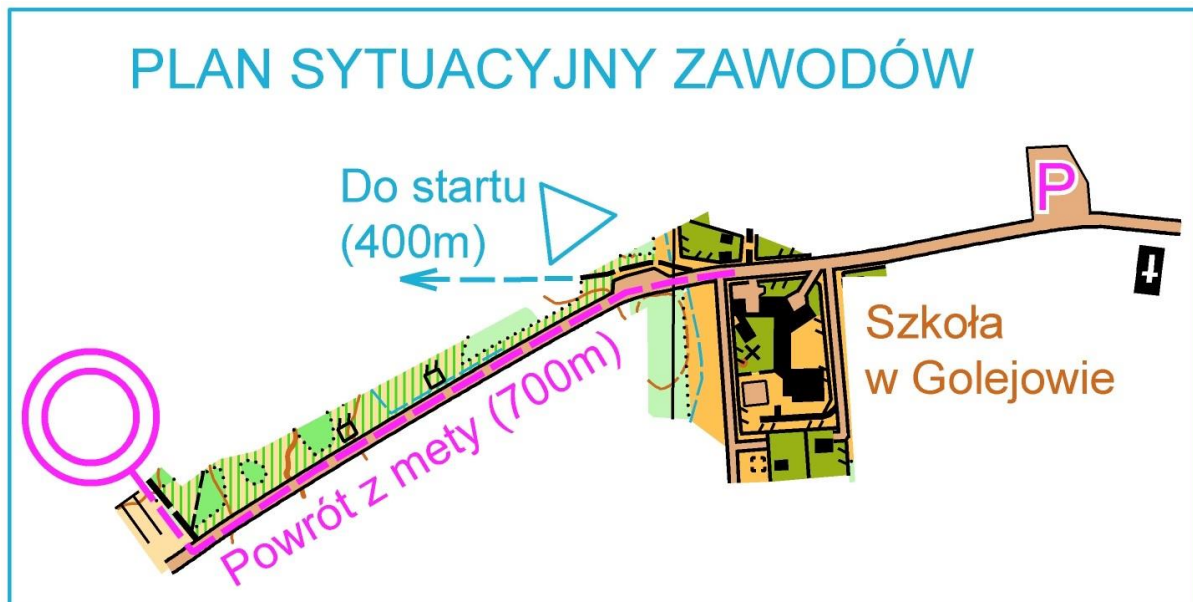 PLAN SYTUACYJNY ZAWODÓW
Do startu
(400m)
P
Szkoła
w Golejowie
Powrót z mety (700m)